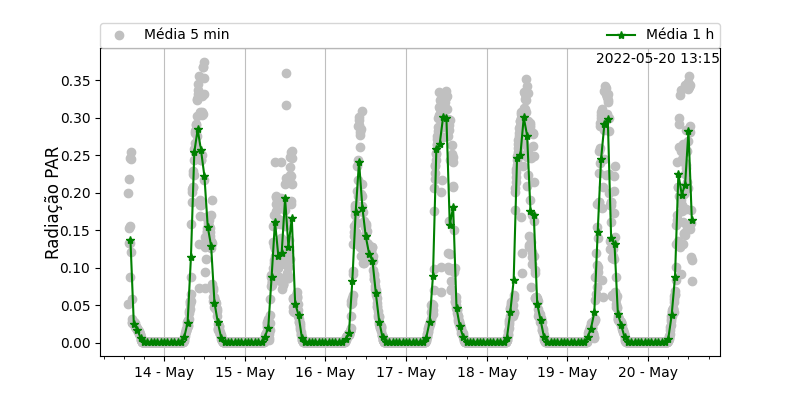 Média 5 min
Média 1 h
2022-05-20 13:15
Radiação PAR
0.35
0.30
0.25
0.20
0.15
0.10
0.05
0.00
14 - May
15 - May
16 - May
17 - May
18 - May
19 - May
20 - May